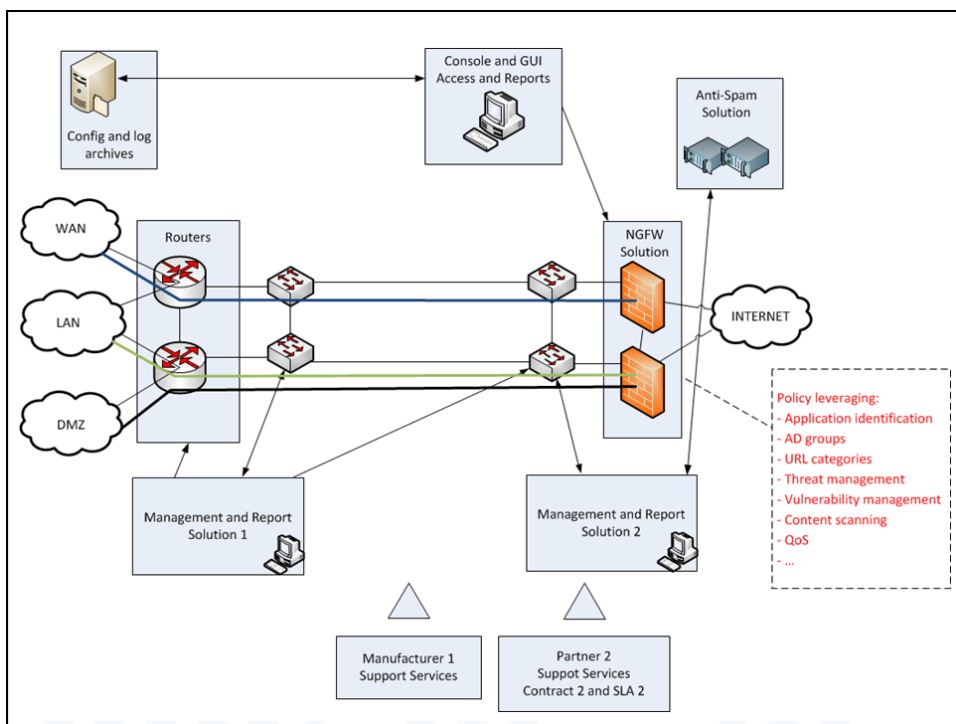 Config and log
archives
Console and GUI
Access and Reports
Anti-Spam
Solution
WAN
LAN
DMZ
Routers
NGFW
Solution
INTERNET
Policy leveraging:
- Application identification
- AD groups
- URL categories
- Threat management
- Vulnerability management
- Content scanning
- QoS
- ...
Management and Report
Solution 1
Management and Report
Solution 2
Manufacturer 1
Support Services
Partner 2
Suppot Services
Contract 2 and SLA 2